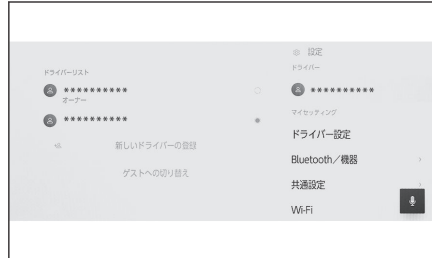 ドライバーリスト
**********
オーナー
**********
新しいドライバーの登録
ゲストへの切り替え
設定
ドライバー
**********
マイセッティング
ドライバー設定
Bluetooth／機器
共通設定
Wi-Fi